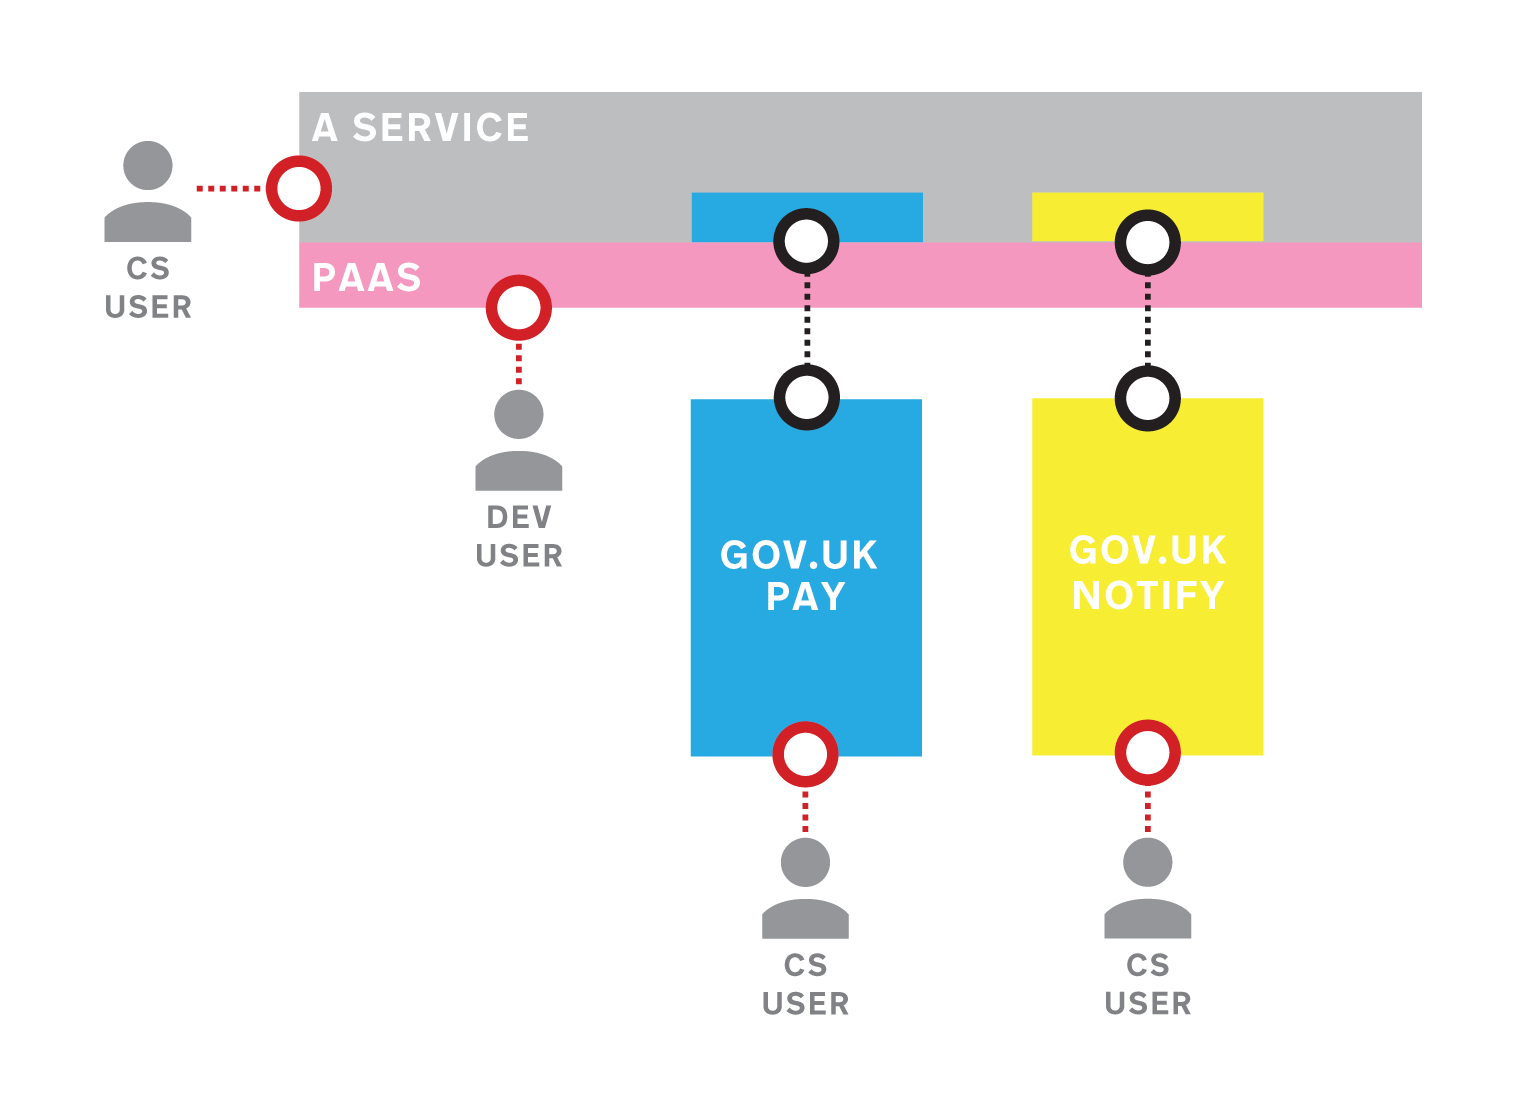 A SERVICE
CS
USER
PAAS
DEV
USER
GOV.UK
PAY
GOV.UK
NOTIFY
CS
USER
CS
USER